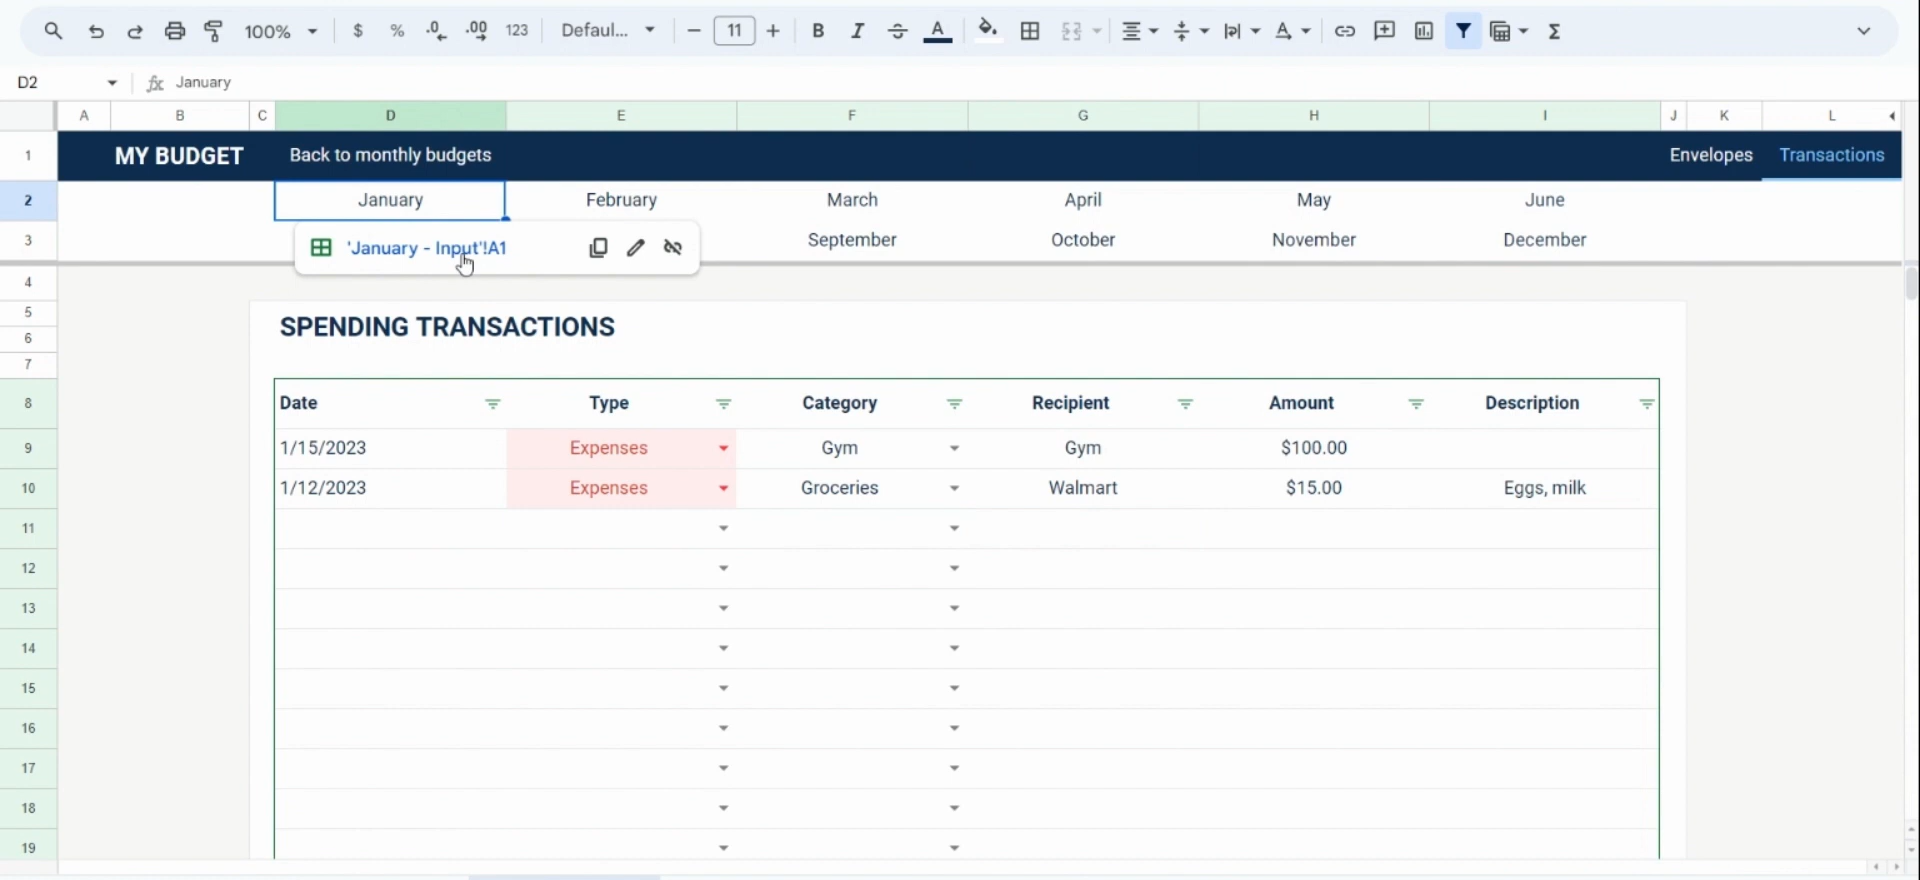 100% $ % .0 .00 123 Defaul... 11 B I A Σ
D2 fx January
A B C D E F G H I J K L
1 MY BUDGET Back to monthly budgets Envelopes Transactions
2 January February March April May June
3 'January - Input'!A1 September October November December
4
5
SPENDING TRANSACTIONS
6
7
8 Date Type Category Recipient Amount Description
9 1/15/2023 Expenses Gym Gym $100.00
10 1/12/2023 Expenses Groceries Walmart $15.00 Eggs, milk
11
12
13
14
15
16
17
18
19